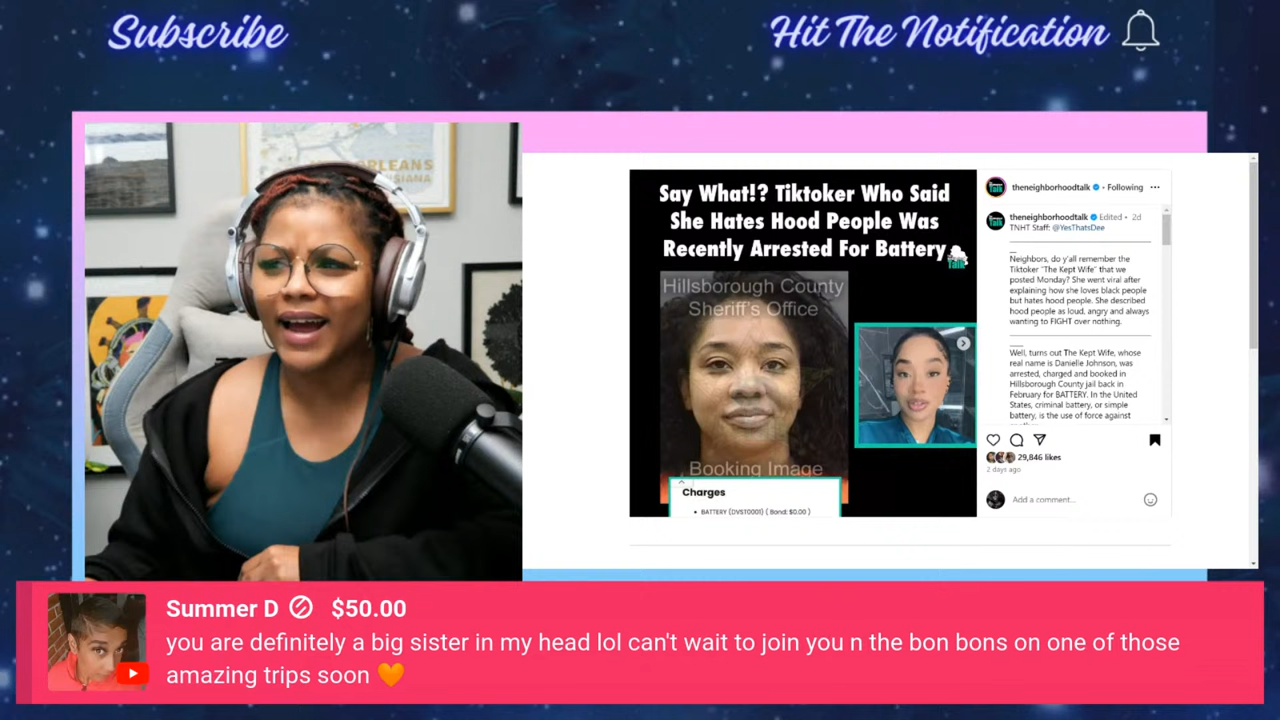 Subscribe
Hit The Notification
ORLEANS
SIANA
Say What!? Tiktoker Who Said
She Hates Hood People Was
Recently Arrested For Battery
Talk
Hillsborough County
Sheriff's Office
Booking Image
Charges
• BATTERY (DVST0001) ( Bond: $0.00 )
theneighborhoodtalk • Following
theneighborhoodtalk Edited • 2d
TNHT Staff: @YesThatsDee
Neighbors, do y'all remember the
Tiktoker "The Kept Wife" that we
posted Monday? She went viral after
explaining how she loves black people
but hates hood people. She described
hood people as loud, angry and always
wanting to FIGHT over nothing.
Well, turns out The Kept Wife, whose
real name is Danielle Johnson, was
arrested, charged and booked in
Hillsborough County jail back in
February for BATTERY. In the United
States, criminal battery, or simple
battery, is the use of force against
29,846 likes
2 days ago
Add a comment...
Summer D $50.00
you are definitely a big sister in my head lol can't wait to join you n the bon bons on one of those
amazing trips soon 🧡